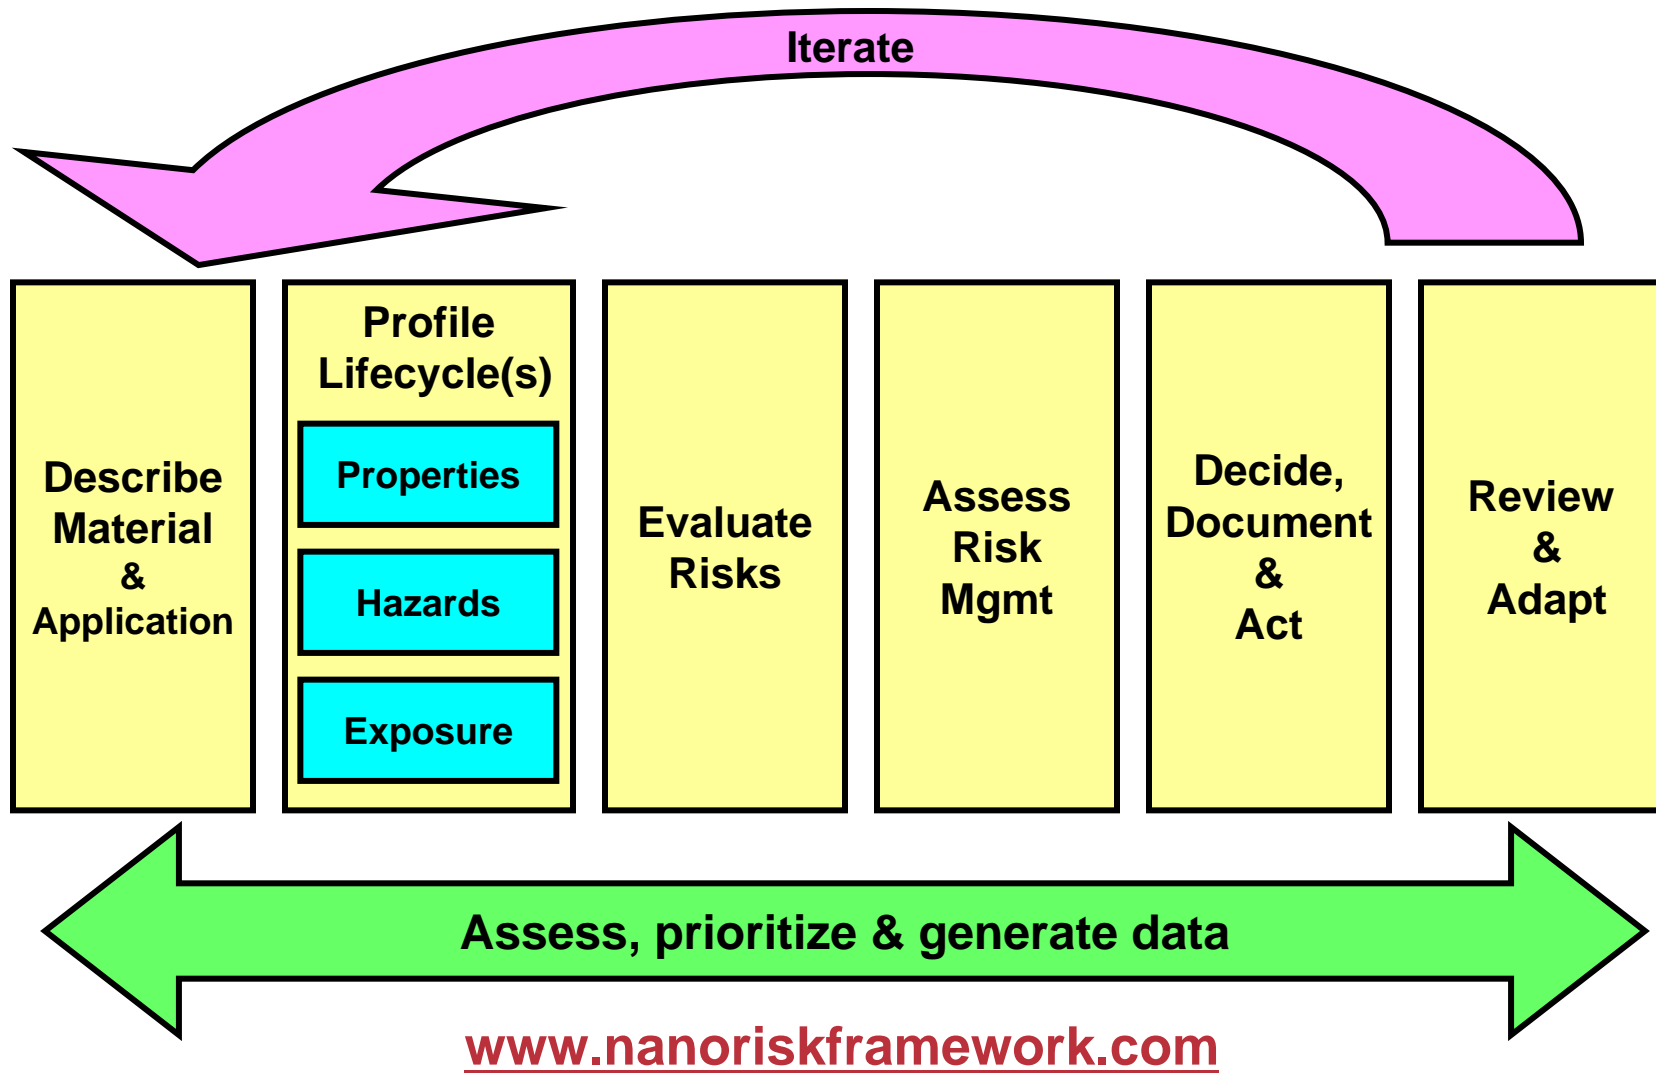 Iterate
Describe
Material
&
Application
Profile
Lifecycle(s)
Properties
Hazards
Exposure
Evaluate
Risks
Assess
Risk
Mgmt
Decide,
Document
&
Act
Review
&
Adapt
Assess, prioritize & generate data
www.nanoriskframework.com